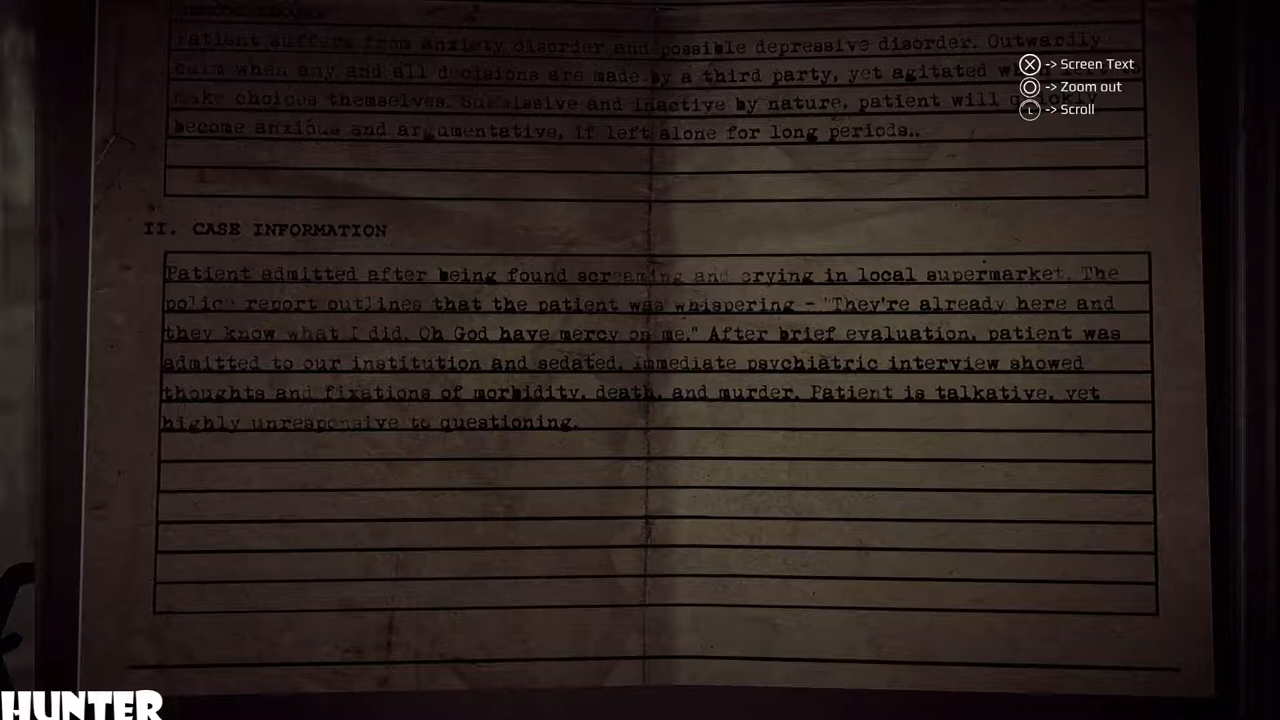 Patient suffers from anxiety disorder and possible depressive disorder. Outwardly
calm when any and all decisions are made by a third party, yet agitated when left to
make choices themselves. Submissive and inactive by nature, patient will quickly
become anxious and argumentative, if left alone for long periods..
X -> Screen Text
-> Zoom out
L -> Scroll
II. CASE INFORMATION
Patient admitted after being found screaming and crying in local supermarket. The
police report outlines that the patient was whispering - "They're already here and
they know what I did. Oh God have mercy on me." After brief evaluation, patient was
admitted to our institution and sedated. Immediate psychiatric interview showed
thoughts and fixations of morbidity, death, and murder. Patient is talkative, yet
highly unresponsive to questioning.
HUNTER